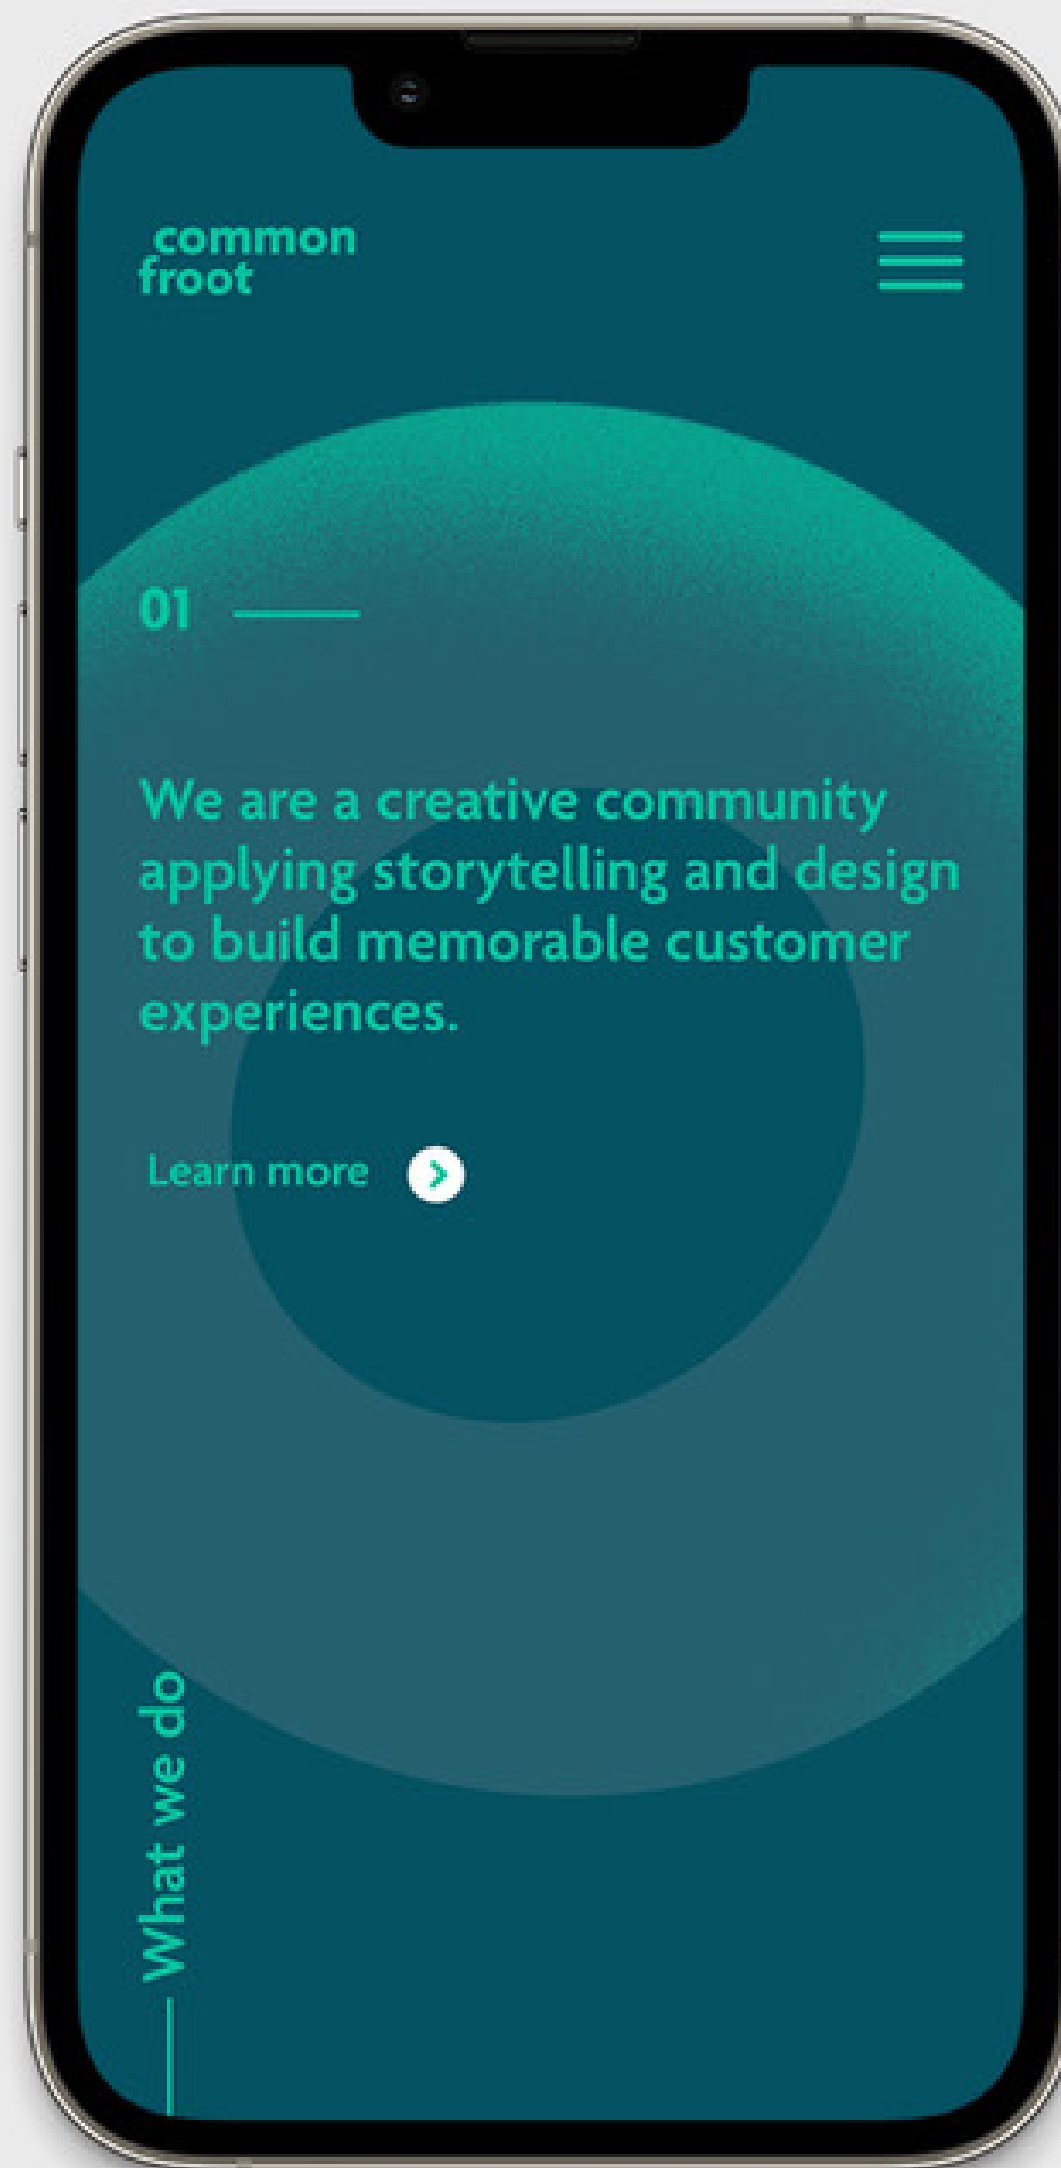 common
froot
01
We are a creative community
applying storytelling and design
to build memorable customer
experiences.
Learn more
What we do